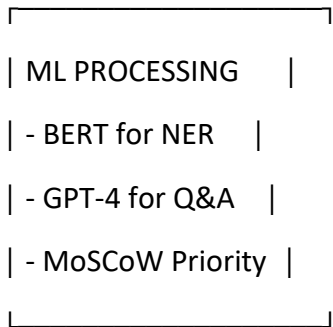 ML PROCESSING
- BERT for NER
- GPT-4 for Q&A
- MoSCoW Priority